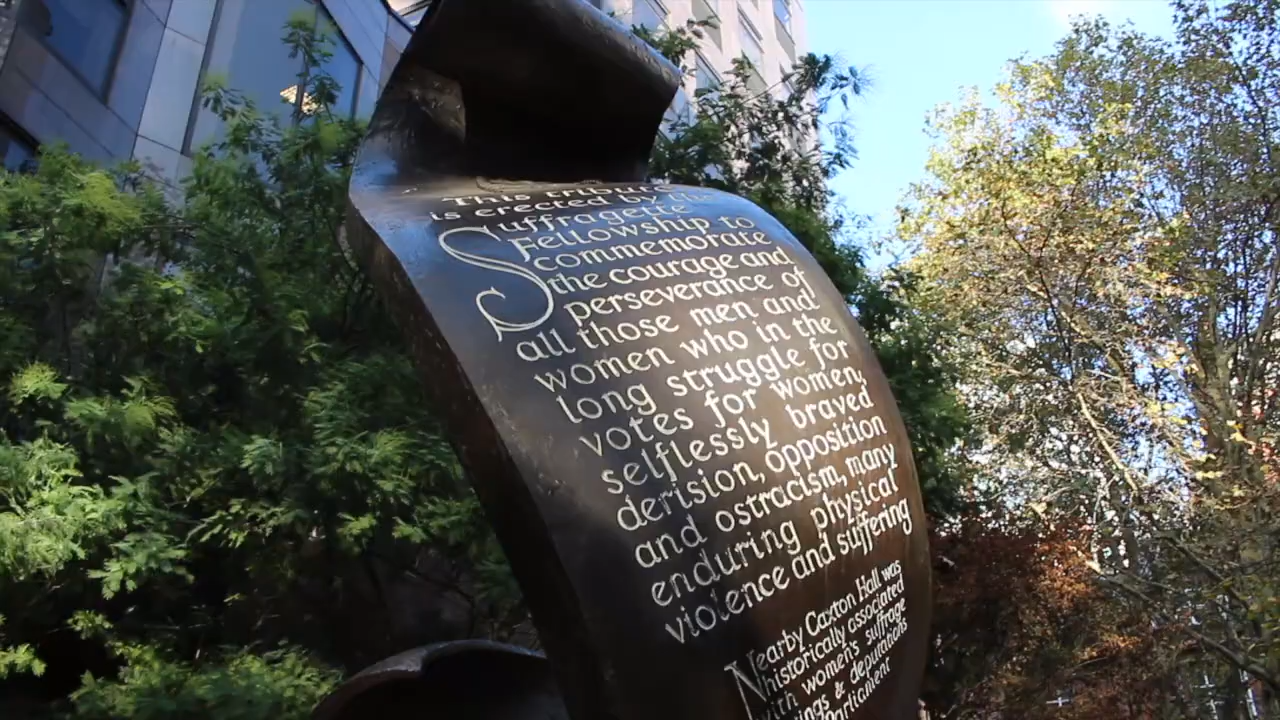 This tribute
is erected by the
Suffragette
Fellowship to
commemorate
the courage and
perseverance of
all those men and
women who in the
long struggle for
votes for women,
selflessly braved
derision, opposition
and ostracism, many
enduring physical
violence and suffering
Nearby Caxton Hall was
historically associated
with women's suffrage
& deputations
Parliament